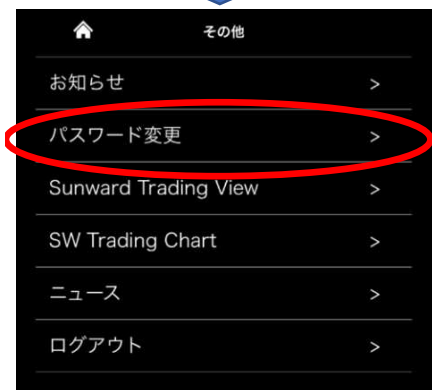 その他
お知らせ >
パスワード変更 >
Sunward Trading View >
SW Trading Chart >
ニュース >
ログアウト >